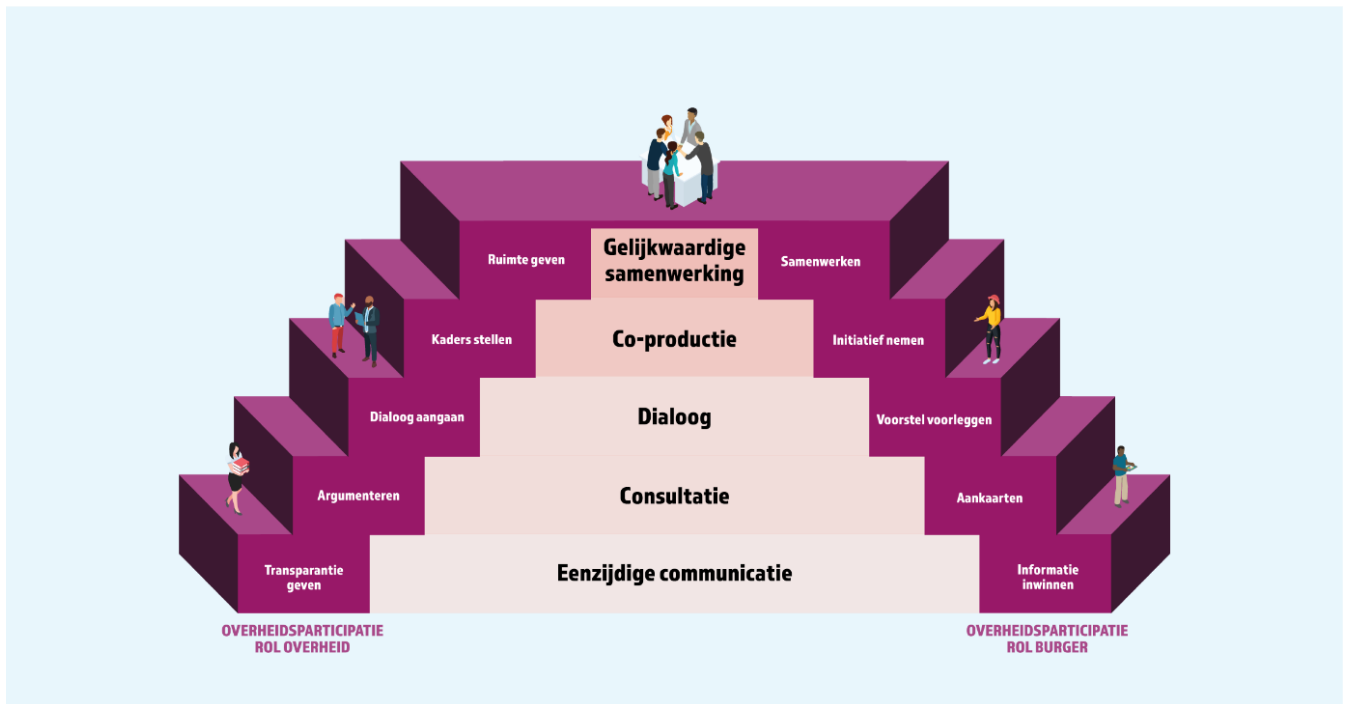 Ruimte geven
Gelijkwaardige
samenwerking
Samenwerken
Kaders stellen
Co-productie
Initiatief nemen
Dialoog aangaan
Dialoog
Voorstel voorleggen
Argumenteren
Consultatie
Aankaarten
Transparantie
geven
Eenzijdige communicatie
Informatie
inwinnen
OVERHEIDSPARTICIPATIE
ROL OVERHEID
OVERHEIDSPARTICIPATIE
ROL BURGER